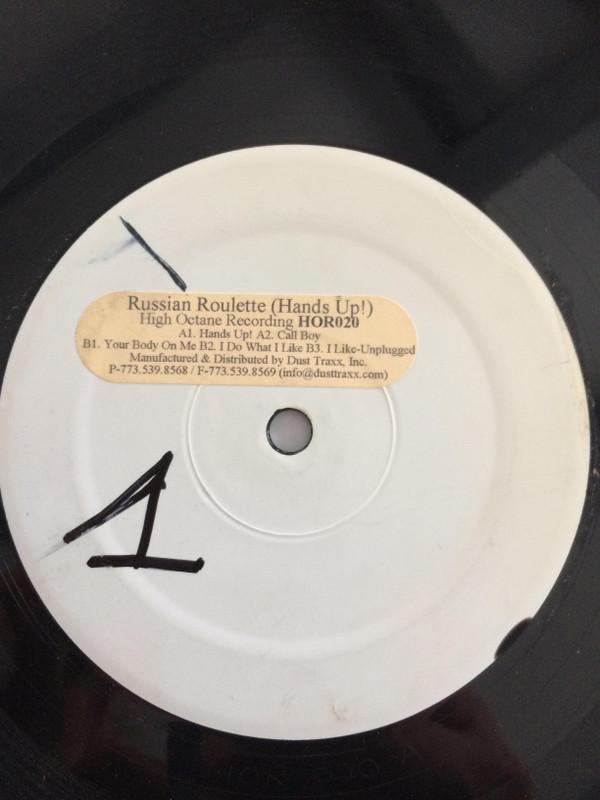 Russian Roulette (Hands Up!)
High Octane Recording HOR020
A1. Hands Up! A2. Call Boy
B1. Your Body On Me B2. I Do What I Like B3. I Like-Unplugged
Manufactured & Distributed by Dust Traxx, Inc.
P-773.539.8568 / F-773.539.8569 (info@dusttraxx.com)
1